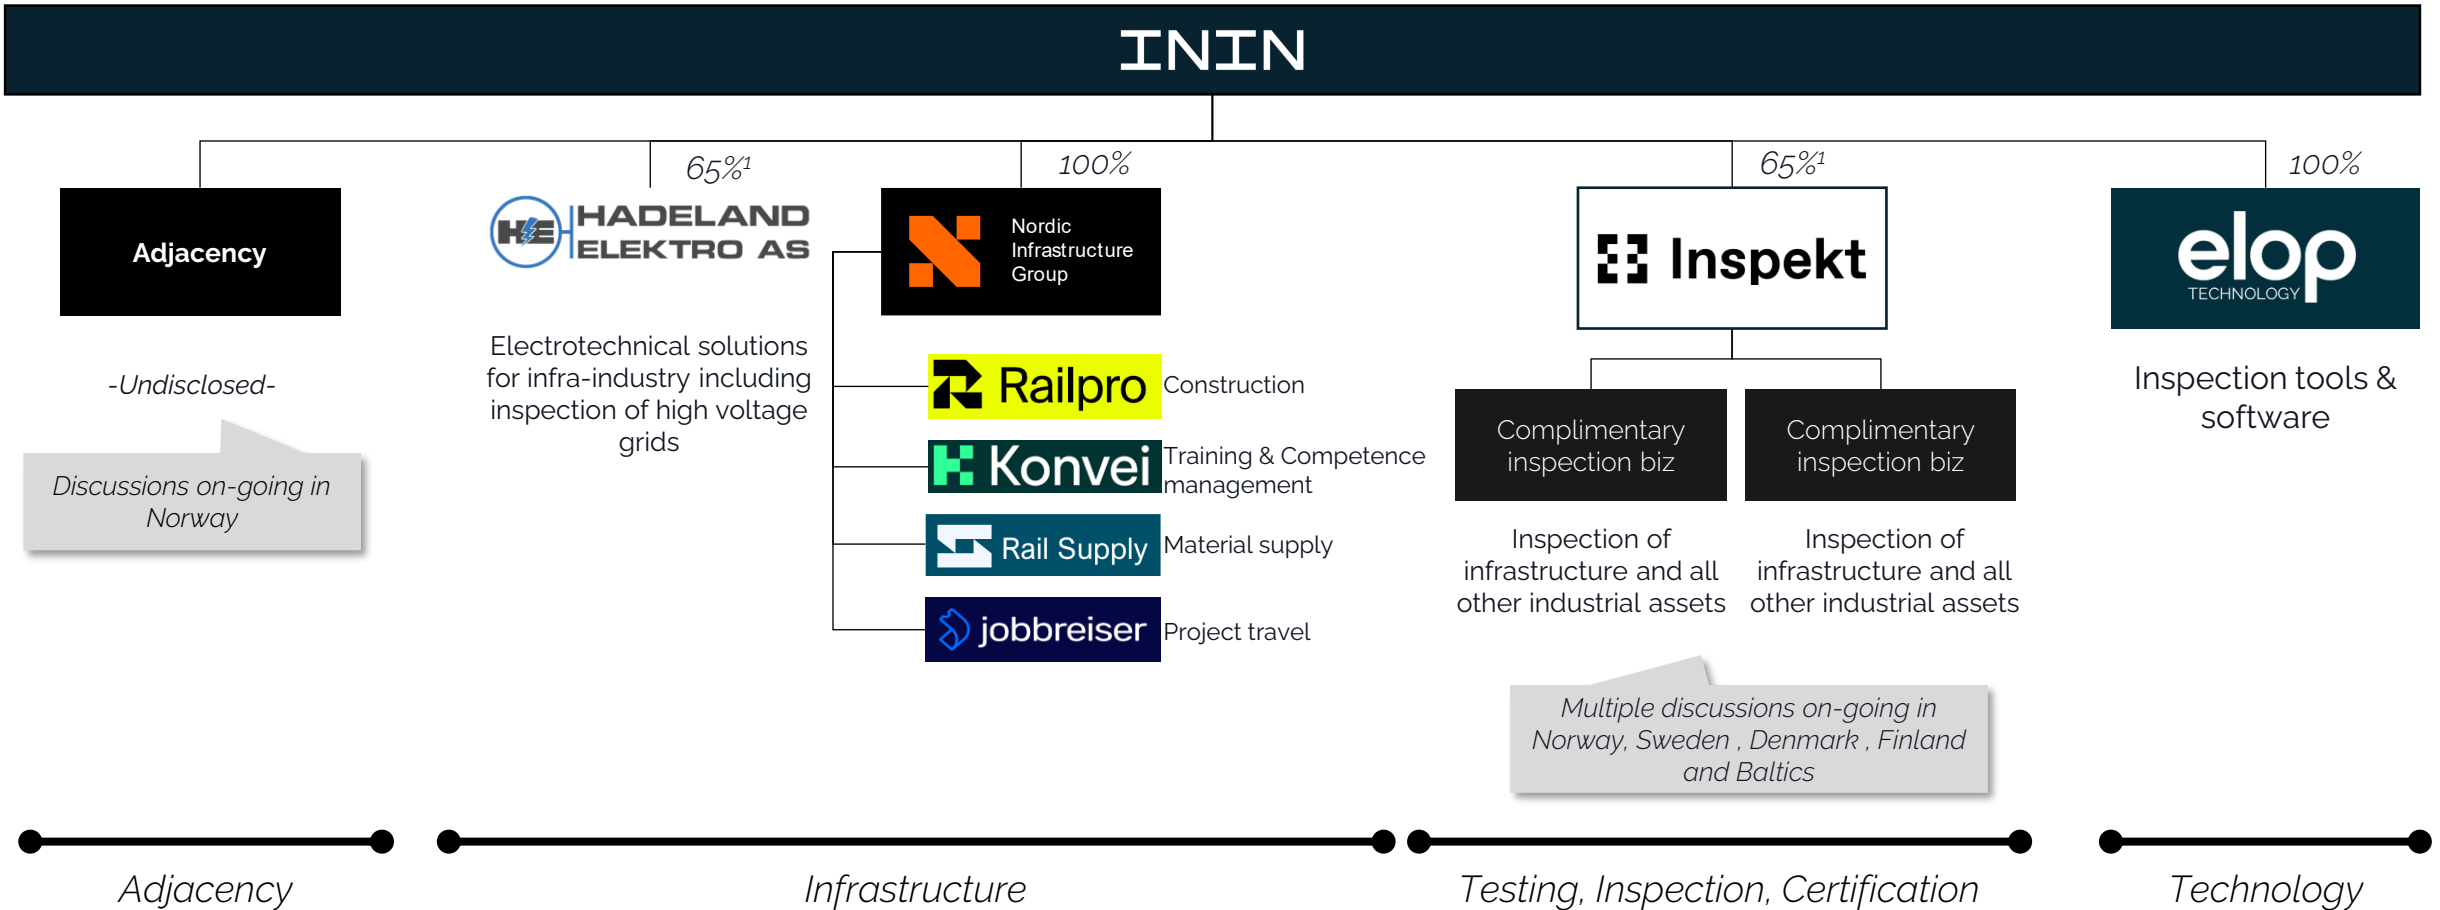 ININ
65%¹
100%
65%¹
100%
Adjacency
-Undisclosed-
Discussions on-going in
Norway
HE
HADELAND
ELEKTRO AS
Electrotechnical solutions
for infra-industry including
inspection of high voltage
grids
Nordic
Infrastructure
Group
Railpro
Construction
Konvei
Training & Competence
management
Rail Supply
Material supply
jobbreiser
Project travel
Inspekt
Complimentary
inspection biz
Complimentary
inspection biz
Inspection of
infrastructure and all
other industrial assets
Inspection of
infrastructure and all
other industrial assets
Multiple discussions on-going in
Norway, Sweden , Denmark , Finland
and Baltics
elop
TECHNOLOGY
Inspection tools &
software
Adjacency
Infrastructure
Testing, Inspection, Certification
Technology